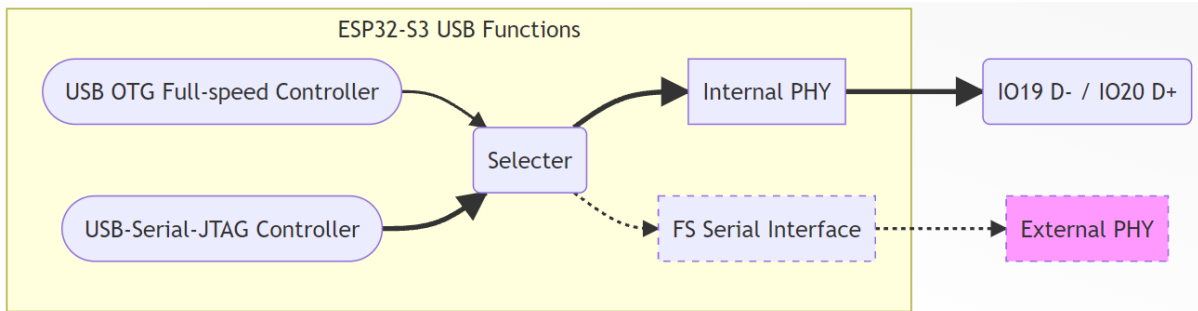 ESP32-S3 USB Functions
USB OTG Full-speed Controller
Internal PHY
IO19 D- / IO20 D+
Selecter
USB-Serial-JTAG Controller
FS Serial Interface
External PHY